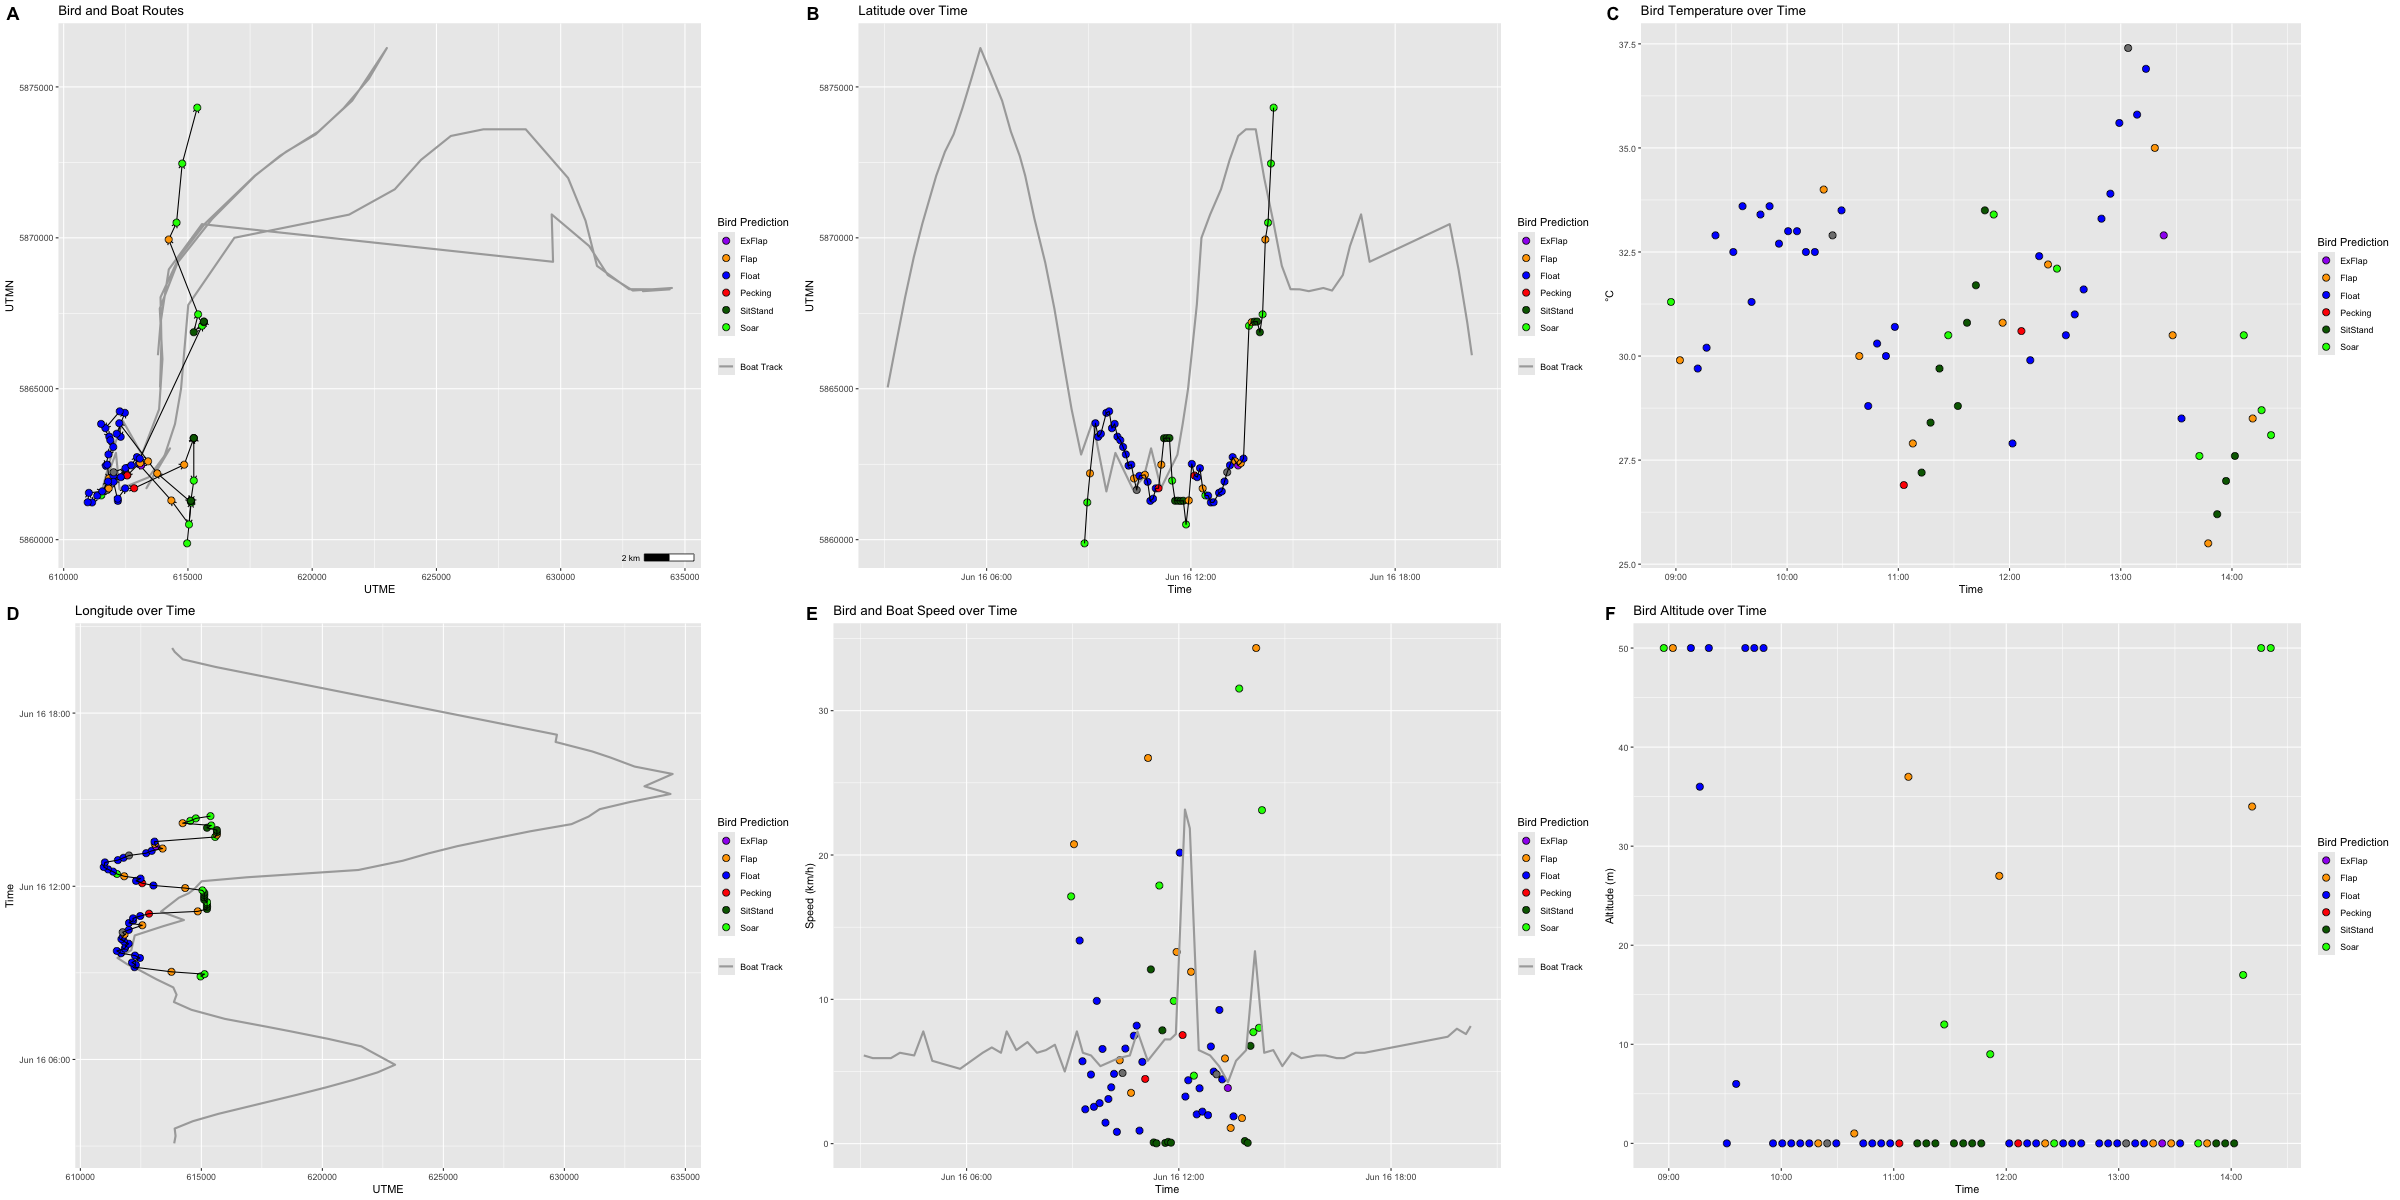 A Bird and Boat Routes
5875000
5870000
5865000
5860000
UTMN
610000 615000 620000 625000 630000 635000
UTME
2 km
Bird Prediction
ExFlap
Flap
Float
Pecking
SitStand
Soar
Boat Track
B Latitude over Time
5875000
5870000
5865000
5860000
UTMN
Jun 16 06:00 Jun 16 12:00 Jun 16 18:00
Time
Bird Prediction
ExFlap
Flap
Float
Pecking
SitStand
Soar
Boat Track
C Bird Temperature over Time
37.5
35.0
32.5
30.0
27.5
25.0
°C
09:00 10:00 11:00 12:00 13:00 14:00
Time
Bird Prediction
ExFlap
Flap
Float
Pecking
SitStand
Soar
D Longitude over Time
Jun 16 18:00
Jun 16 12:00
Jun 16 06:00
Time
610000 615000 620000 625000 630000 635000
UTME
Bird Prediction
ExFlap
Flap
Float
Pecking
SitStand
Soar
Boat Track
E Bird and Boat Speed over Time
30
20
10
0
Speed (km/h)
Jun 16 06:00 Jun 16 12:00 Jun 16 18:00
Time
Bird Prediction
ExFlap
Flap
Float
Pecking
SitStand
Soar
Boat Track
F Bird Altitude over Time
50
40
30
20
10
0
Altitude (m)
09:00 10:00 11:00 12:00 13:00 14:00
Time
Bird Prediction
ExFlap
Flap
Float
Pecking
SitStand
Soar